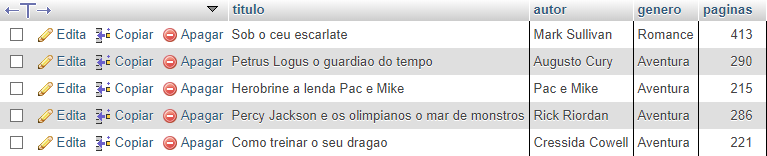 titulo autor genero paginas
Edita Copiar Apagar Sob o ceu escarlate Mark Sullivan Romance 413
Edita Copiar Apagar Petrus Logus o guardiao do tempo Augusto Cury Aventura 290
Edita Copiar Apagar Herobrine a lenda Pac e Mike Pac e Mike Aventura 215
Edita Copiar Apagar Percy Jackson e os olimpianos o mar de monstros Rick Riordan Aventura 286
Edita Copiar Apagar Como treinar o seu dragao Cressida Cowell Aventura 221